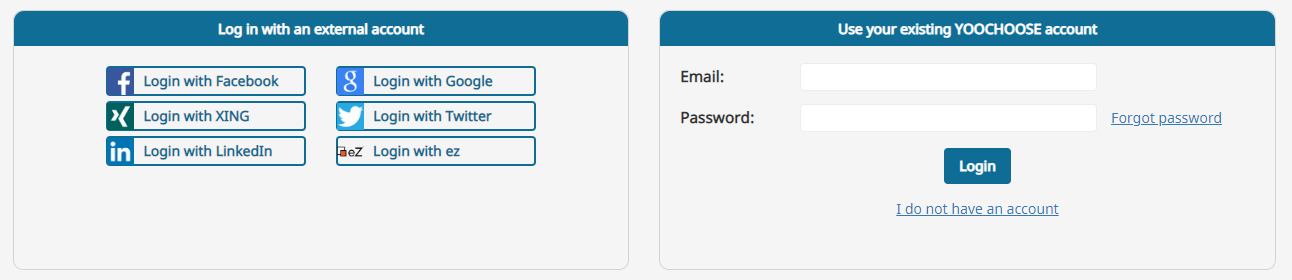 Log in with an external account
Login with Facebook
Login with Google
Login with XING
Login with Twitter
Login with LinkedIn
eZ Login with ez
Use your existing YOOCHOOSE account
Email:
Password:
Forgot password
Login
I do not have an account